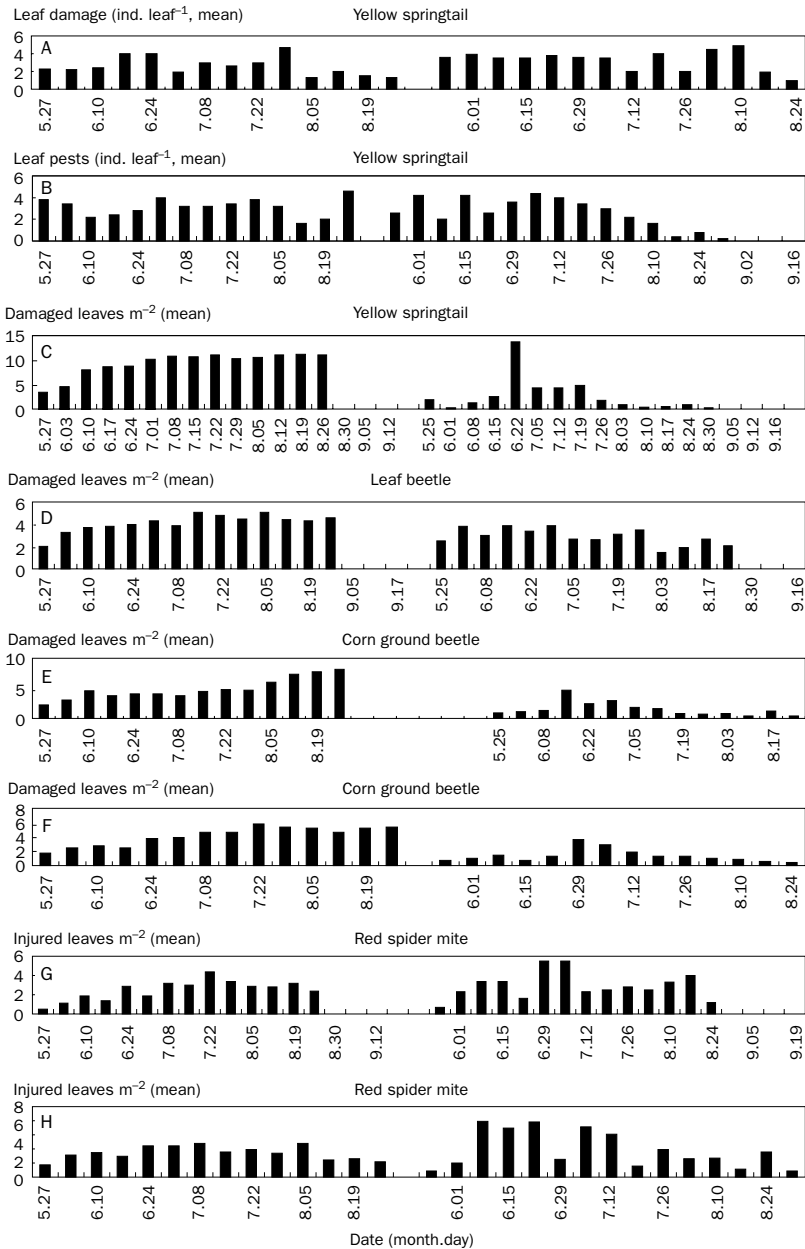 Leaf damage (ind. leaf⁻¹, mean) Yellow springtail
6
4
2
0
A
5.27 6.10 6.24 7.08 7.22 8.05 8.19 6.01 6.15 6.29 7.12 7.26 8.10 8.24
Leaf pests (ind. leaf⁻¹, mean) Yellow springtail
6
4
2
0
B
5.27 6.10 6.24 7.08 7.22 8.05 8.19 6.01 6.15 6.29 7.12 7.26 8.10 8.24 9.02 9.16
Damaged leaves m⁻² (mean) Yellow springtail
15
10
5
0
C
5.27 6.03 6.10 6.17 6.24 7.01 7.08 7.15 7.22 7.29 8.05 8.12 8.19 8.26 8.30 9.05 9.12 5.25 6.01 6.08 6.15 6.22 7.05 7.12 7.19 7.26 8.03 8.10 8.17 8.24 8.30 9.05 9.12 9.16
Damaged leaves m⁻² (mean) Leaf beetle
6
4
2
0
D
5.27 6.10 6.24 7.08 7.22 8.05 8.19 9.05 9.17 5.25 6.08 6.22 7.05 7.19 8.03 8.17 8.30 9.16
Damaged leaves m⁻² (mean) Corn ground beetle
10
5
0
E
5.27 6.10 6.24 7.08 7.22 8.05 8.19 5.25 6.08 6.22 7.05 7.19 8.03 8.17
Damaged leaves m⁻² (mean) Corn ground beetle
8
6
4
2
0
F
5.27 6.10 6.24 7.08 7.22 8.05 8.19 6.01 6.15 6.29 7.12 7.26 8.10 8.24
Injured leaves m⁻² (mean) Red spider mite
6
4
2
0
G
5.27 6.10 6.24 7.08 7.22 8.05 8.19 8.30 9.12 6.01 6.15 6.29 7.12 7.26 8.10 8.24 9.05 9.19
Injured leaves m⁻² (mean) Red spider mite
8
6
4
2
0
H
5.27 6.10 6.24 7.08 7.22 8.05 8.19 6.01 6.15 6.29 7.12 7.26 8.10 8.24
Date (month.day)